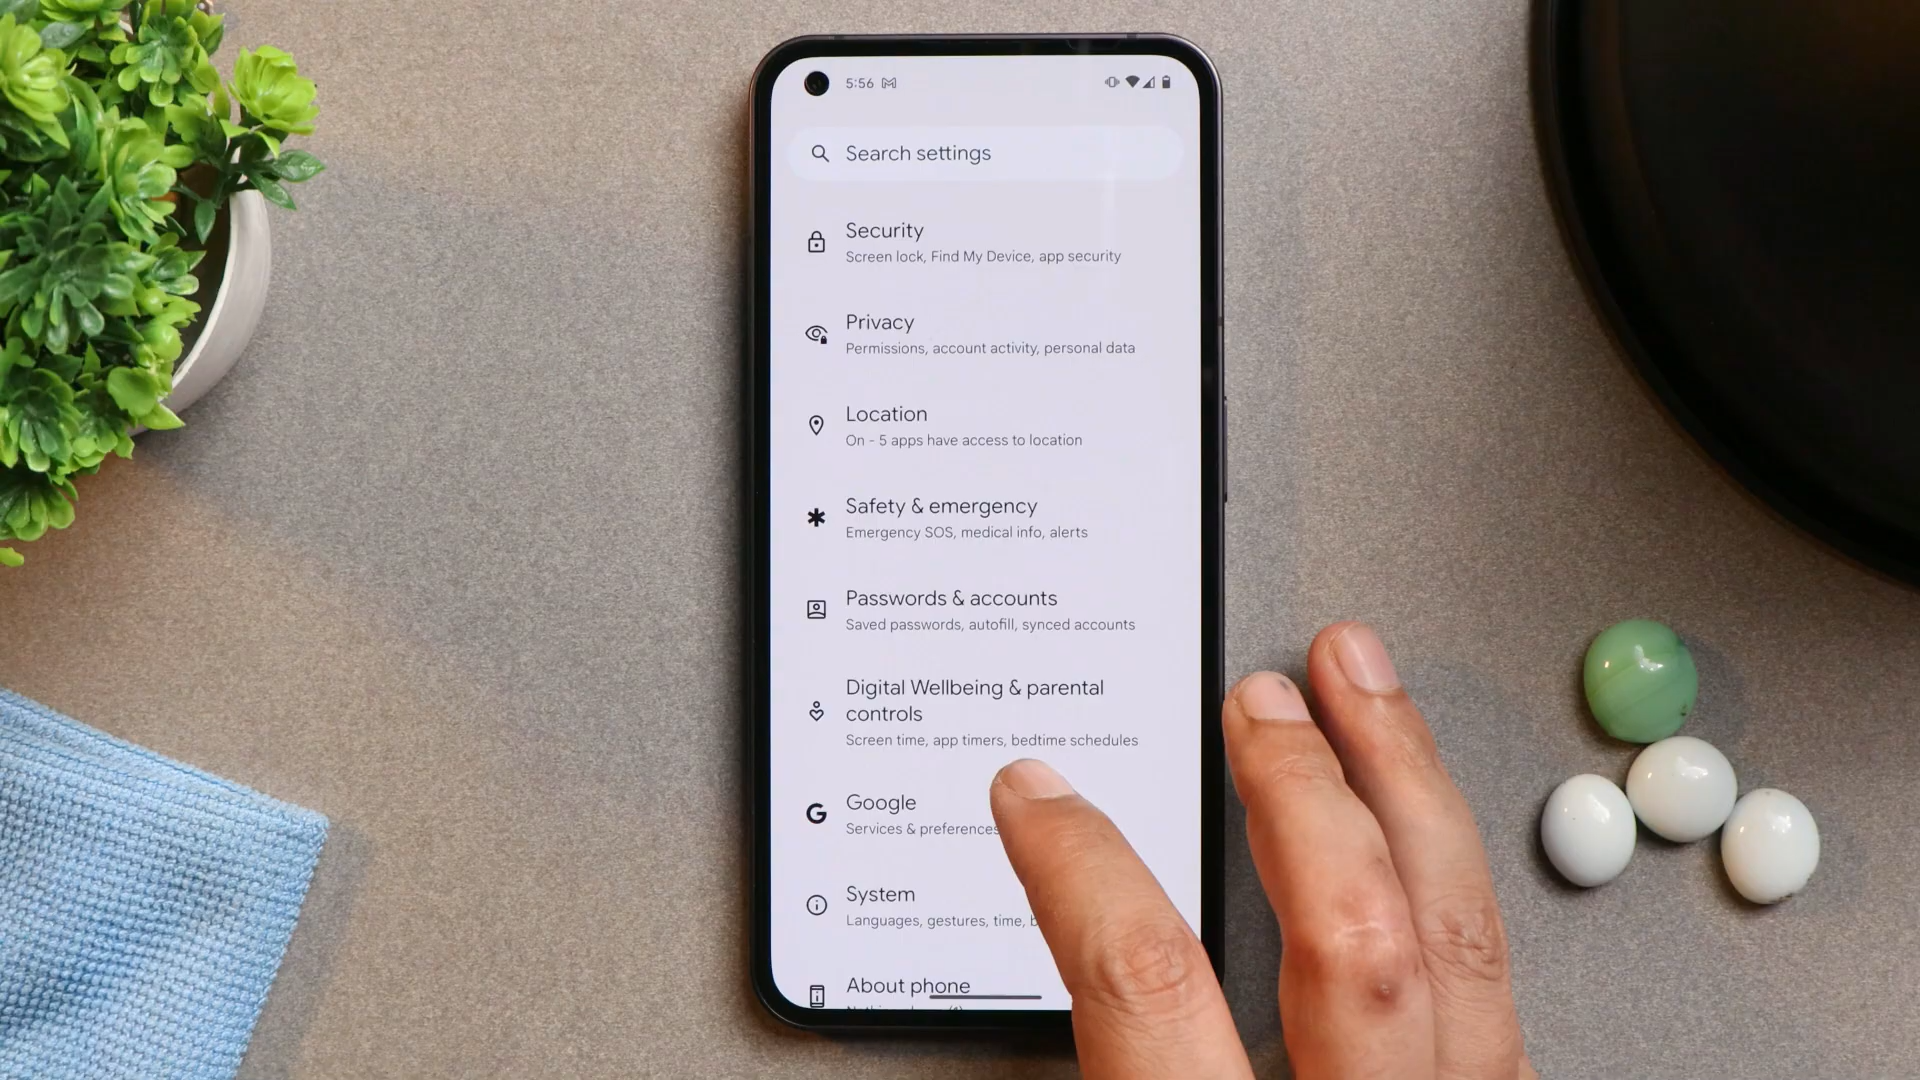 5:56
Search settings
Security
Screen lock, Find My Device, app security
Privacy
Permissions, account activity, personal data
Location
On - 5 apps have access to location
Safety & emergency
Emergency SOS, medical info, alerts
Passwords & accounts
Saved passwords, autofill, synced accounts
Digital Wellbeing & parental
controls
Screen time, app timers, bedtime schedules
Google
Services & preferences
System
Languages, gestures, time,
About phone